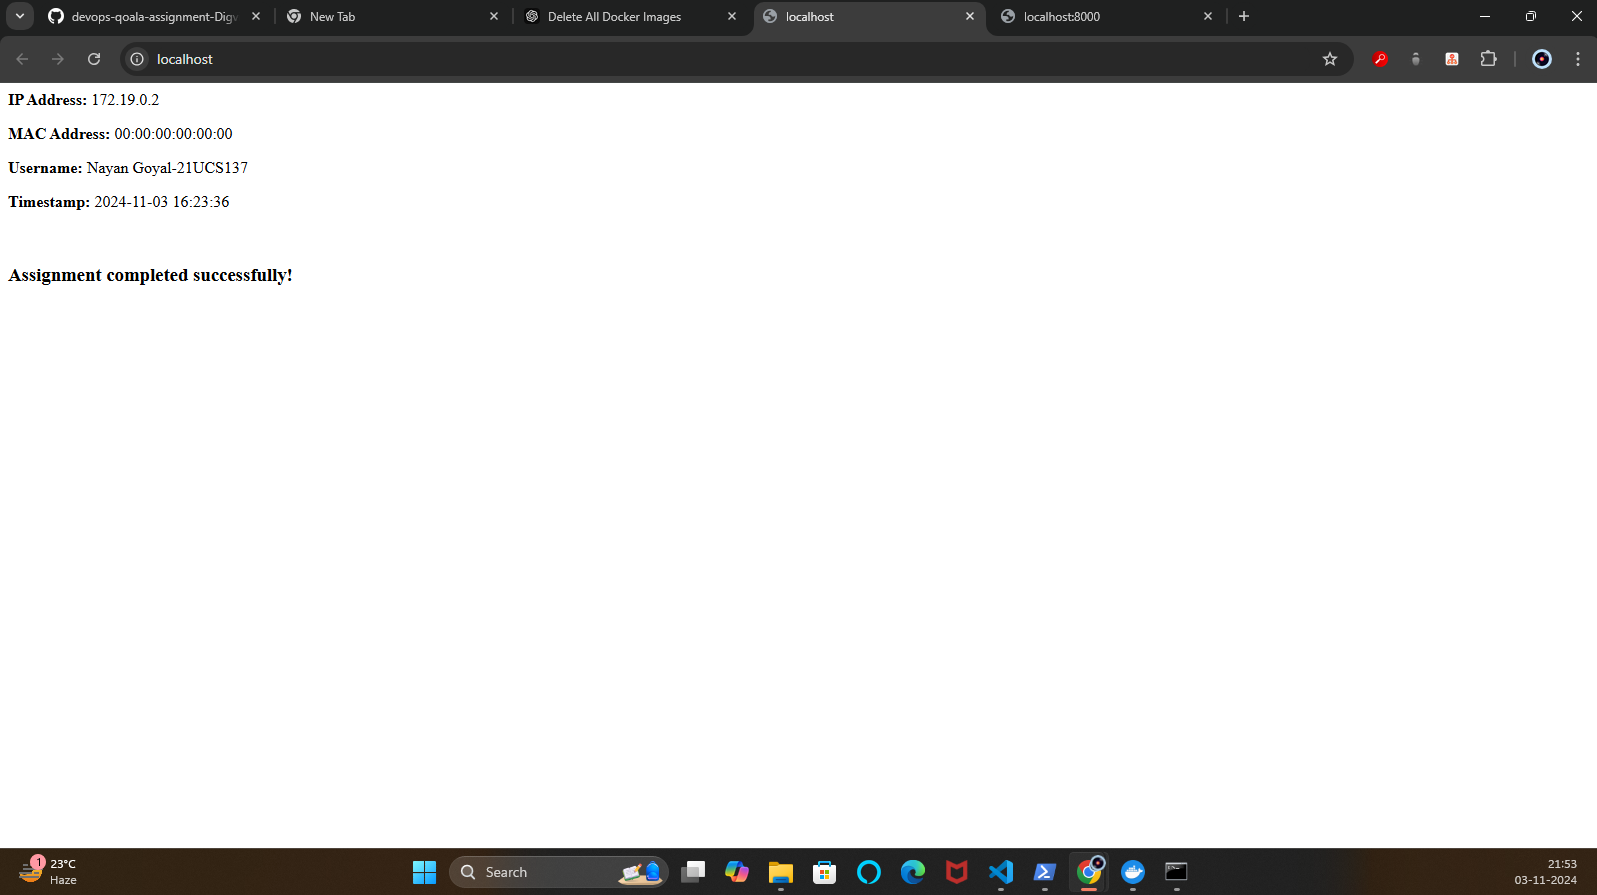 devops-qoala-assignment-Digv
New Tab
Delete All Docker Images
localhost
localhost:8000
localhost
IP Address: 172.19.0.2
MAC Address: 00:00:00:00:00:00
Username: Nayan Goyal-21UCS137
Timestamp: 2024-11-03 16:23:36
Assignment completed successfully!
1
23°C
Haze
Search
21:53
03-11-2024